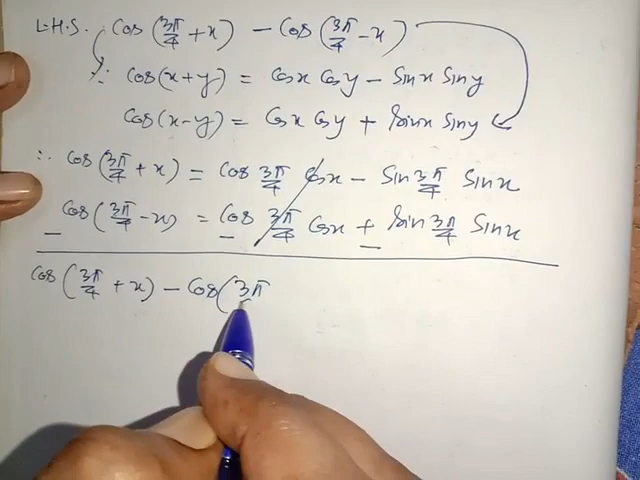 L.H.S. Cos(3π/4 + x) - Cos(3π/4 - x)
∵ Cos(x+y) = Cosx Cosy - Sinx Siny
Cos(x-y) = Cosx Cosy + Sinx Siny
∴ Cos(3π/4 + x) = Cos 3π/4 Cosx - Sin 3π/4 Sinx
- Cos(3π/4 - x) = - Cos 3π/4 Cosx + - Sin 3π/4 Sinx
Cos(3π/4 + x) - Cos(3π